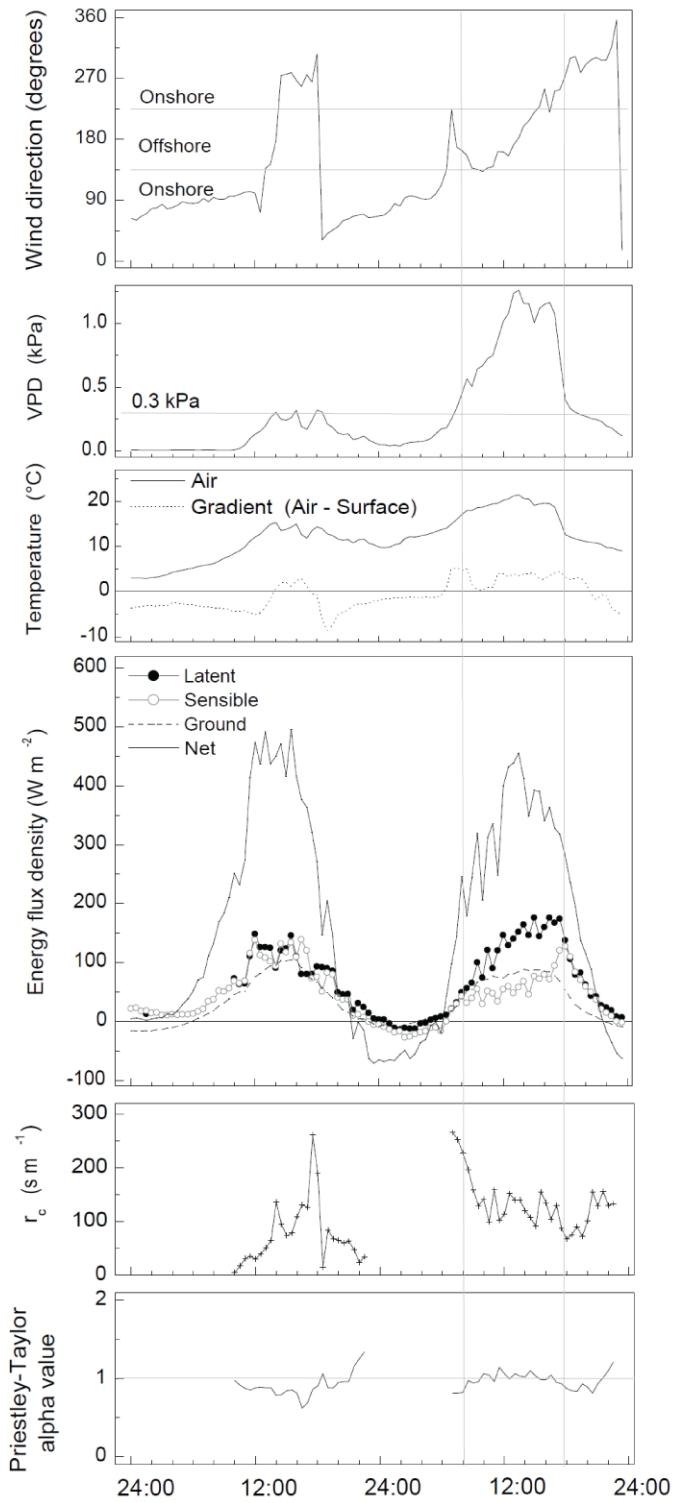 360
270
180
90
0
Wind direction (degrees)
Onshore
Offshore
Onshore
1.0
0.5
0.0
VPD (kPa)
0.3 kPa
20
10
0
-10
Temperature (°C)
Air
Gradient (Air - Surface)
600
500
400
300
200
100
0
-100
Energy flux density (W m-2)
Latent
Sensible
Ground
Net
300
200
100
0
rc (s m -1)
2
1
0
Priestley-Taylor
alpha value
24:00 12:00 24:00 12:00 24:00